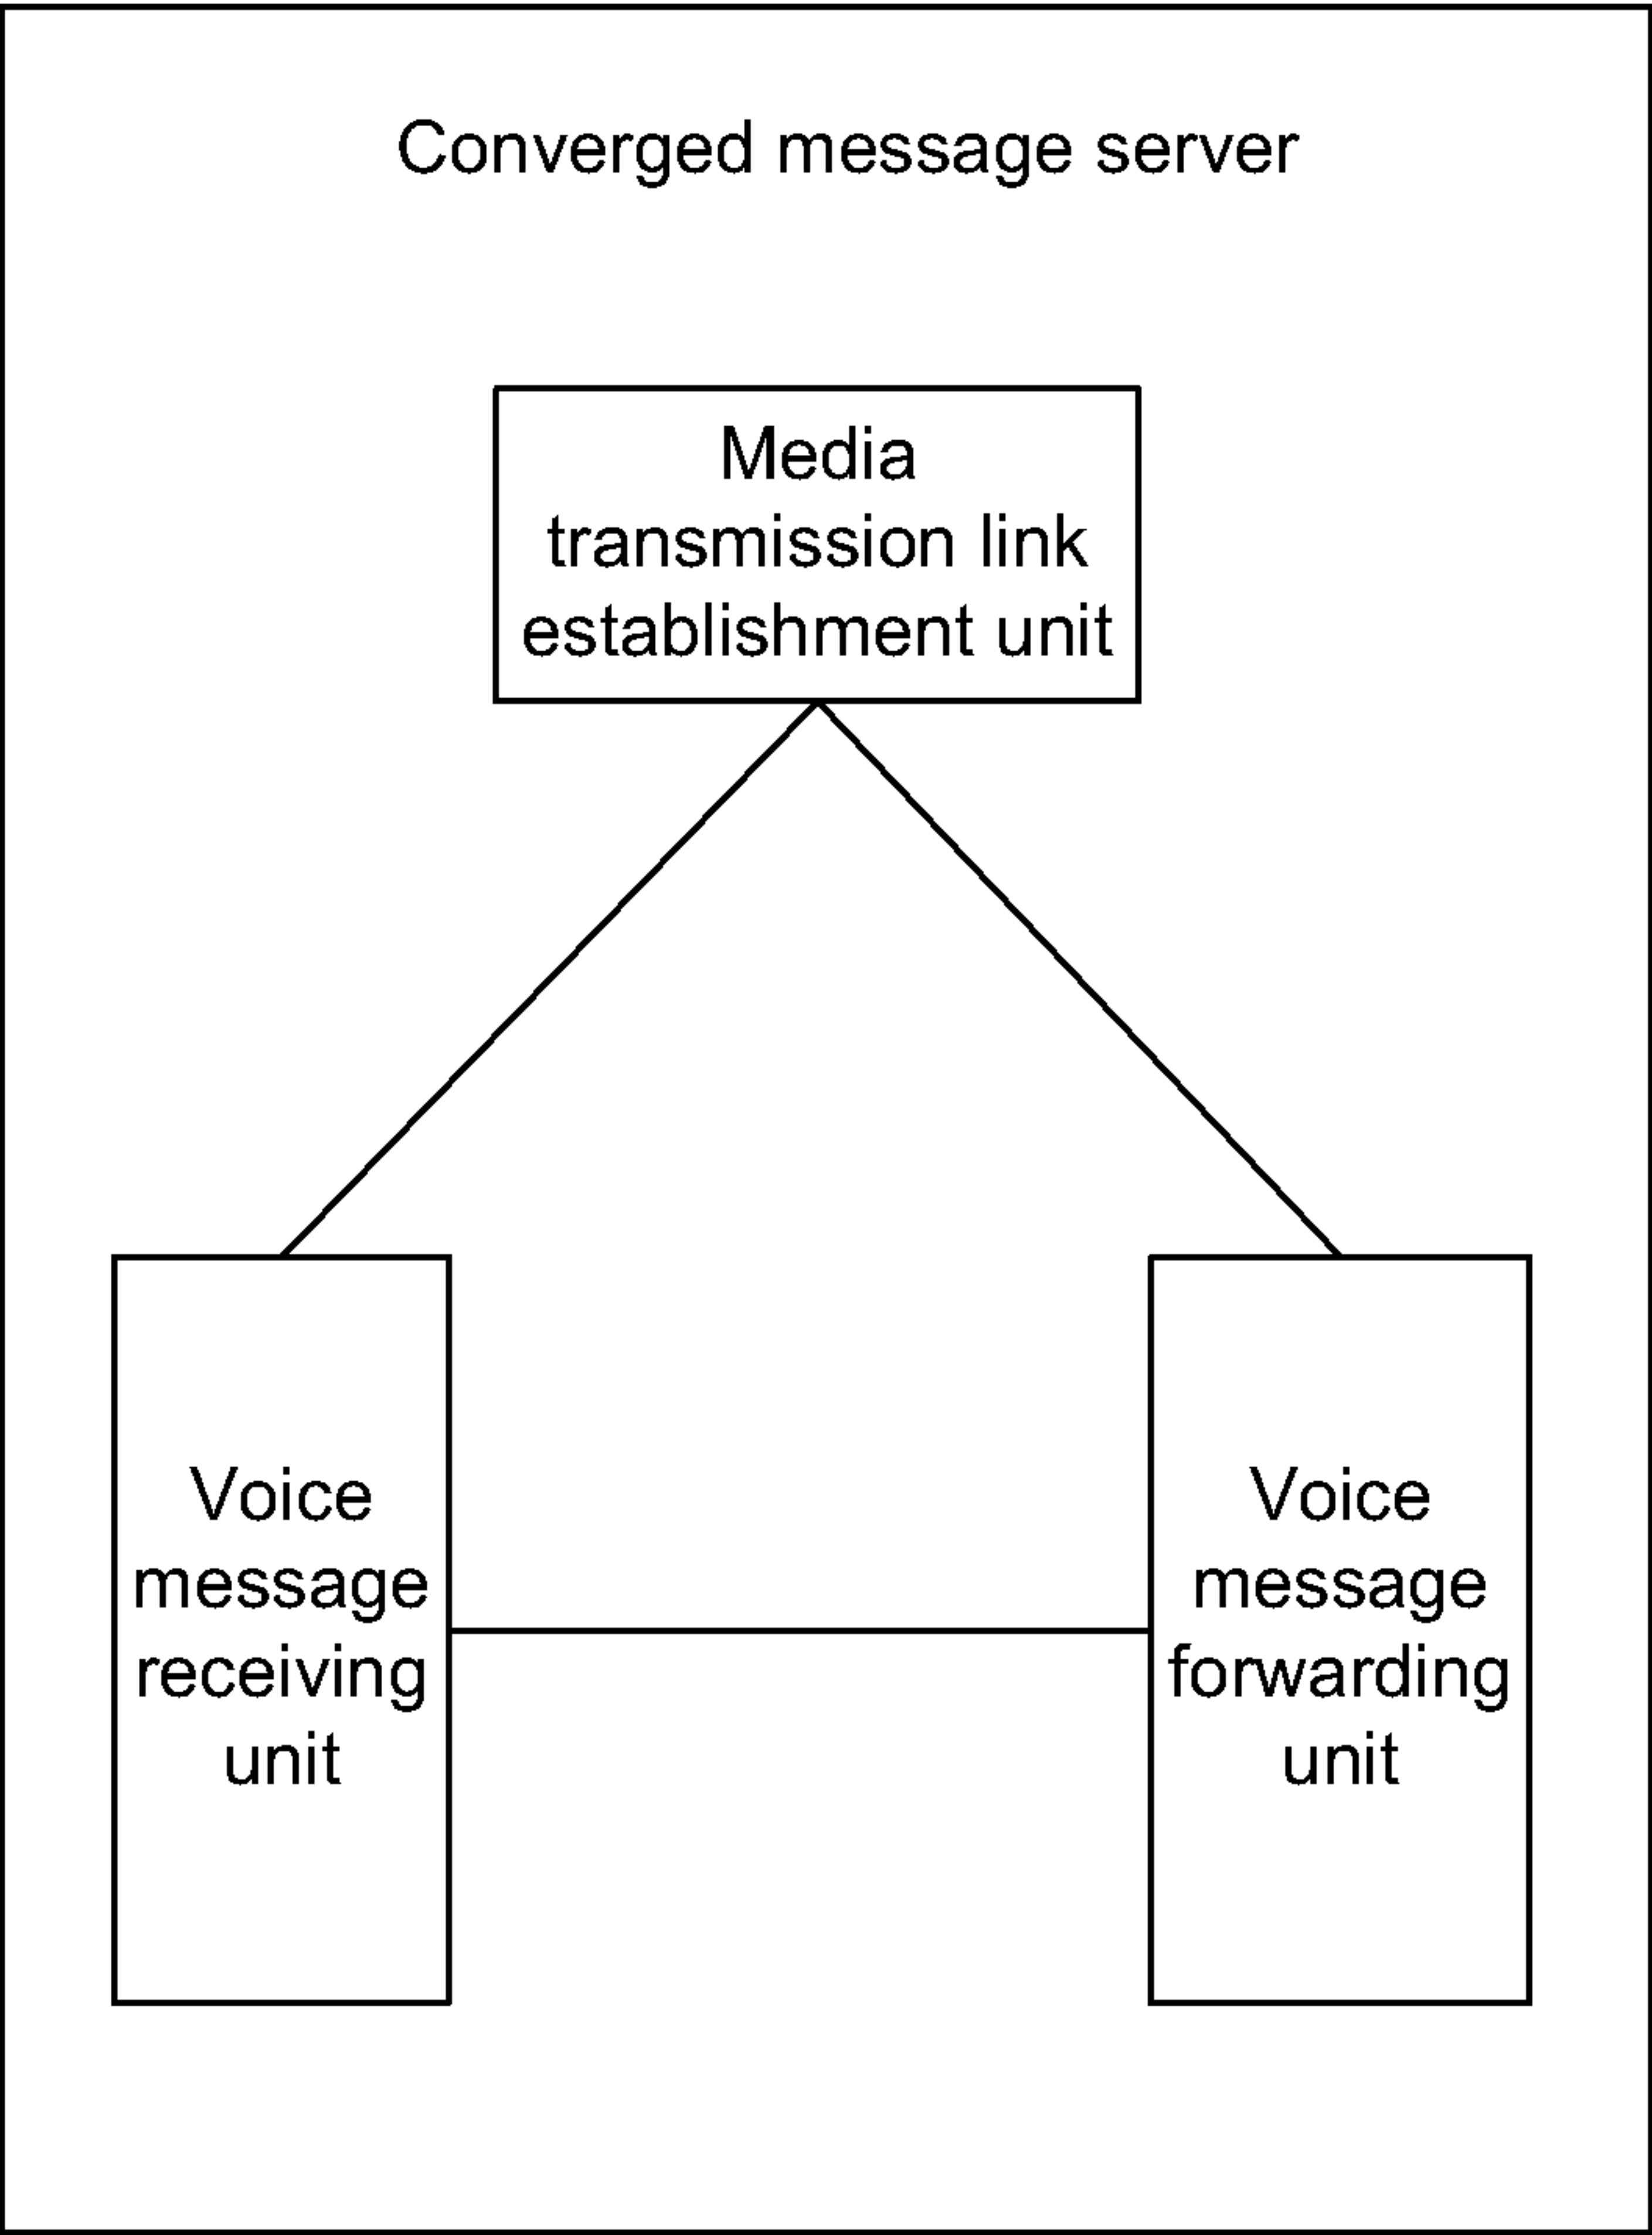 Converged message server
Media
transmission link
establishment unit
Voice
message
receiving
unit
Voice
message
forwarding
unit